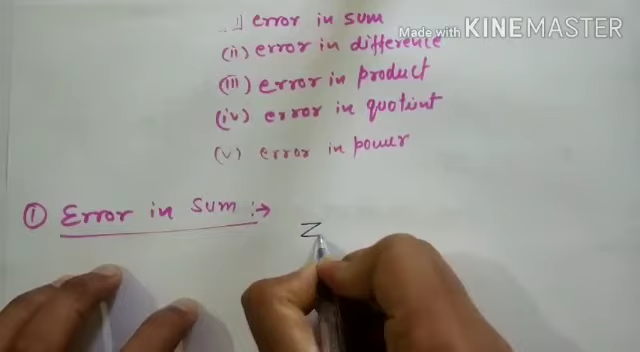 (i) error in sum
Made with KINEMASTER
(ii) error in difference
(iii) error in product
(iv) error in quotient
(v) error in power
① Error in Sum :→
Z